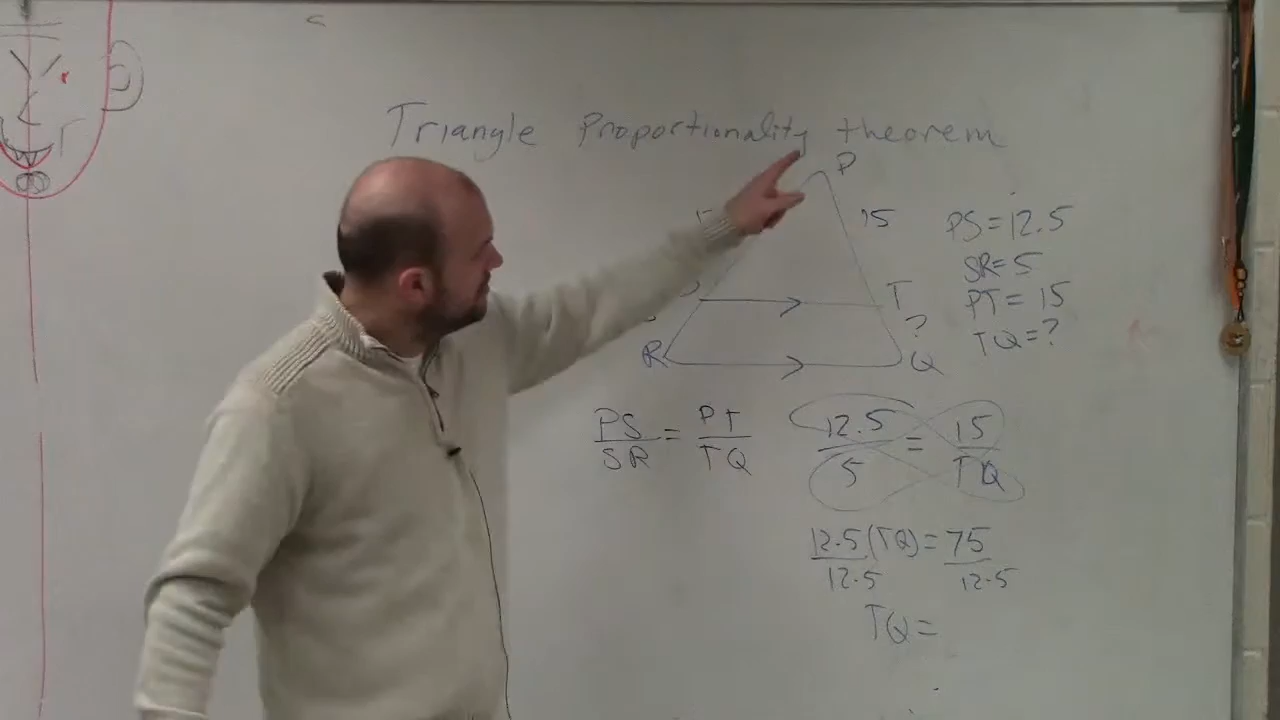 Triangle Proportionality theorem
P
15
PS = 12.5
SR = 5
T
PT = 15
?
TQ = ?
R
Q
PS/SR = PT/TQ
12.5/5 = 15/TQ
12.5(TQ)/12.5 = 75/12.5
TQ =